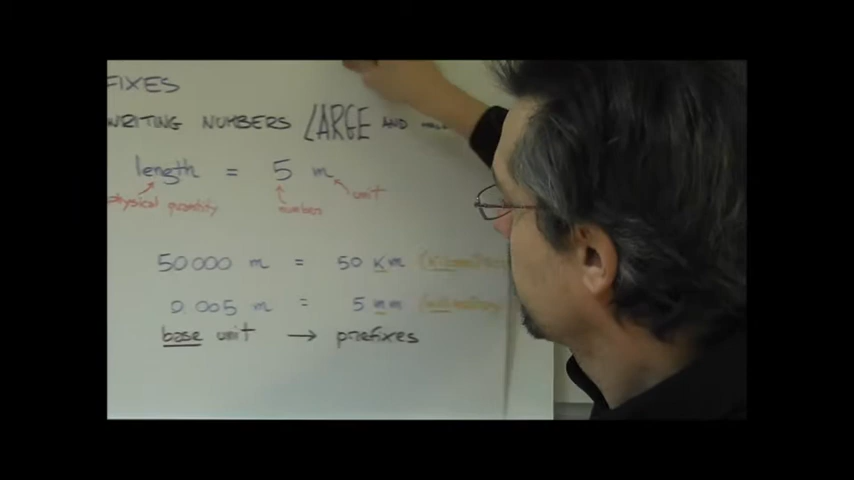 FIXES
WRITING NUMBERS LARGE AND
length = 5 m
physical quantity number unit
50000 m = 50 Km (Kilo
0.005 m = 5 mm (
base unit → prefixes